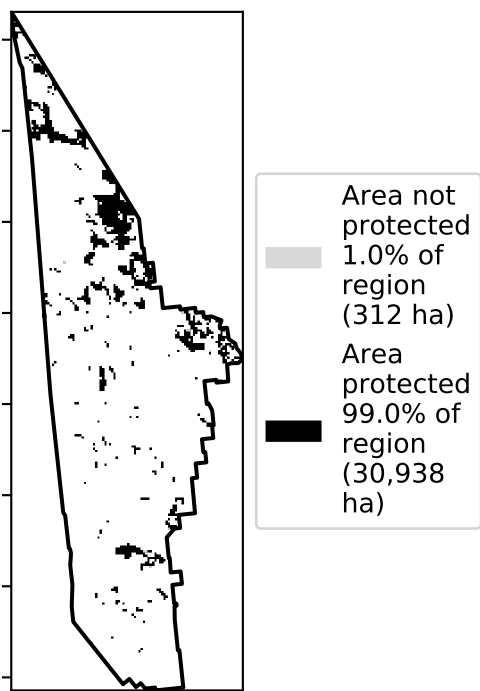 Area not
protected
1.0% of
region
(312 ha)
Area
protected
99.0% of
region
(30,938
ha)